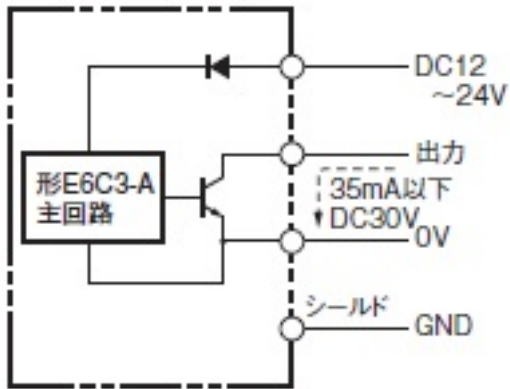 DC12
～24V
出力
形E6C3-A
主回路
35mA以下
DC30V
0V
シールド
GND